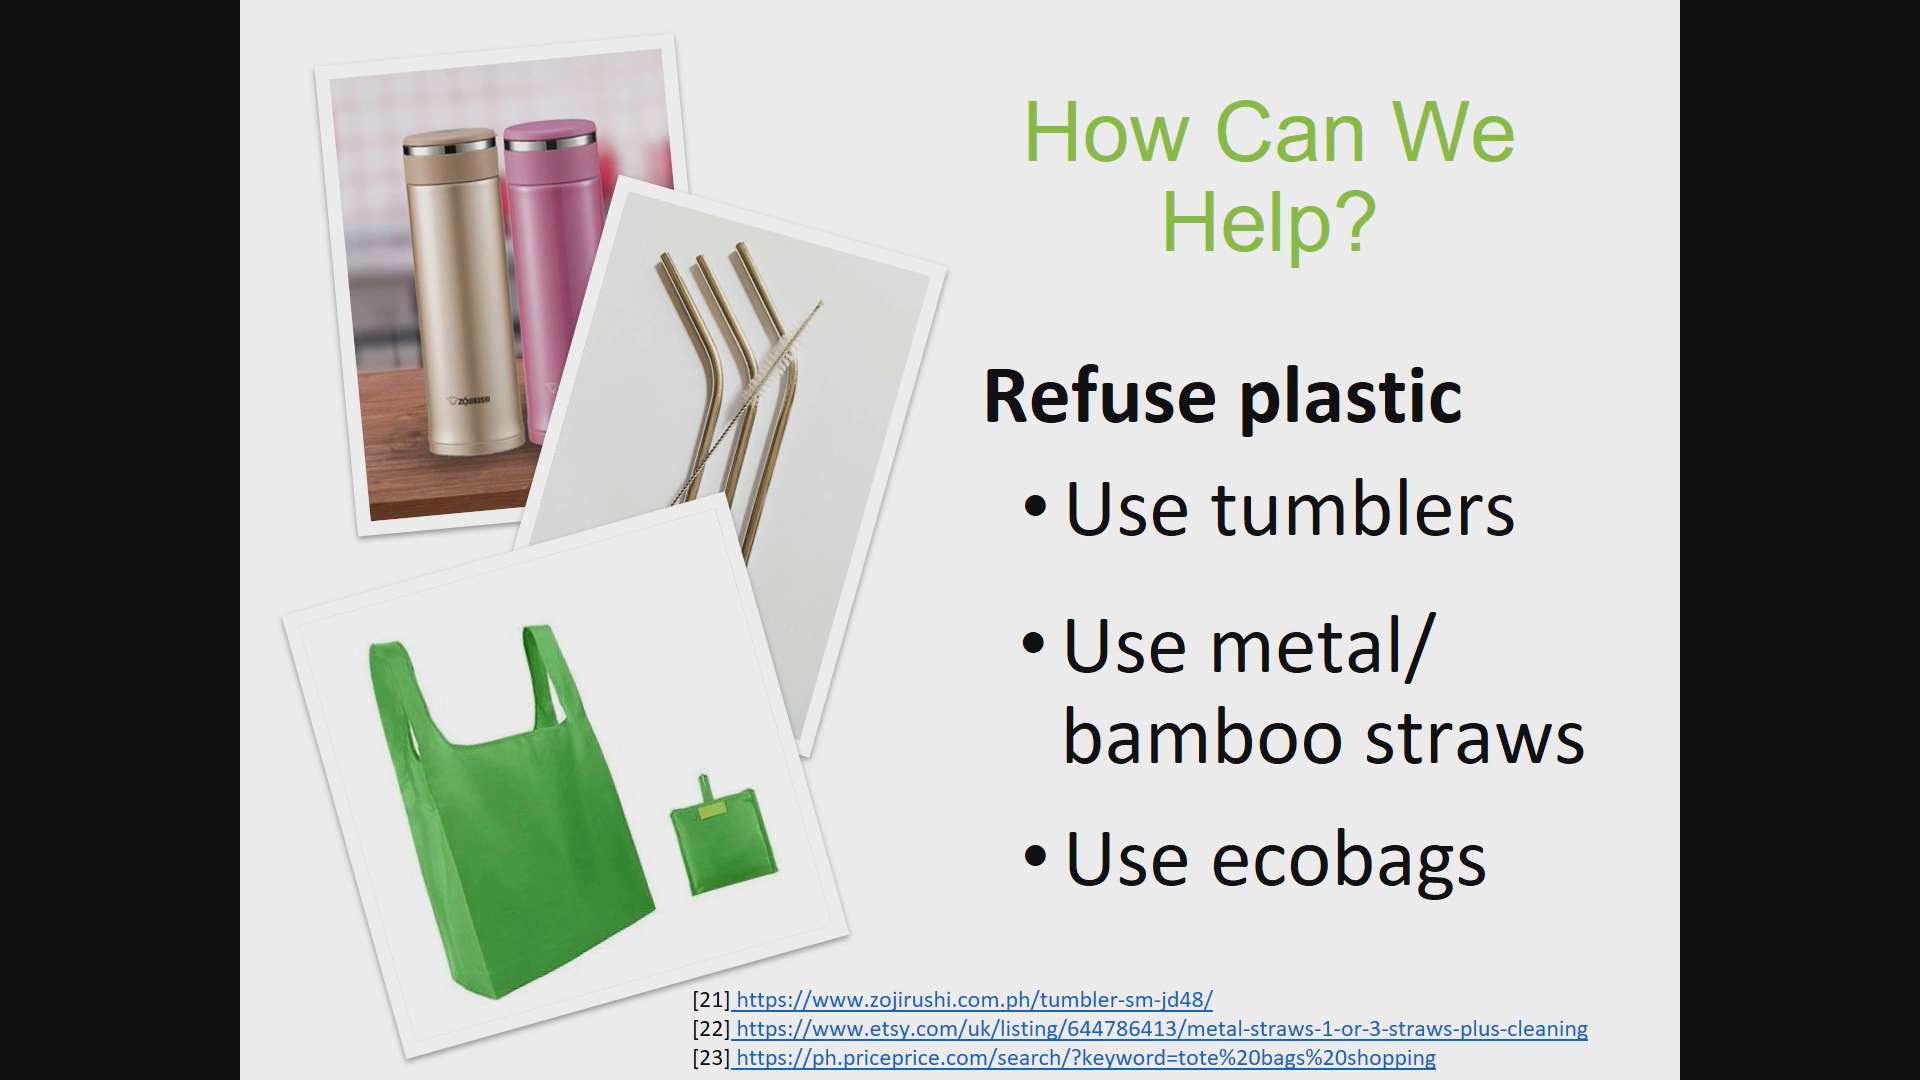 How Can We
Help?
Refuse plastic
• Use tumblers
• Use metal/
bamboo straws
• Use ecobags
ZOJIRUSHI
[21] https://www.zojirushi.com.ph/tumbler-sm-jd48/
[22] https://www.etsy.com/uk/listing/644786413/metal-straws-1-or-3-straws-plus-cleaning
[23] https://ph.priceprice.com/search/?keyword=tote%20bags%20shopping